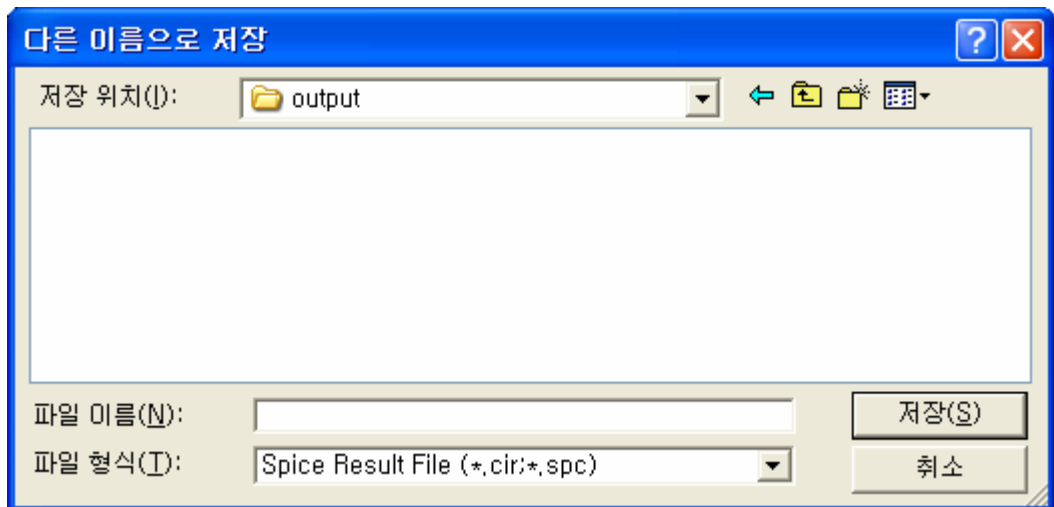 다른 이름으로 저장
저장 위치(I): output
파일 이름(N): 저장(S)
파일 형식(T): Spice Result File (*.cir;*.spc) 취소